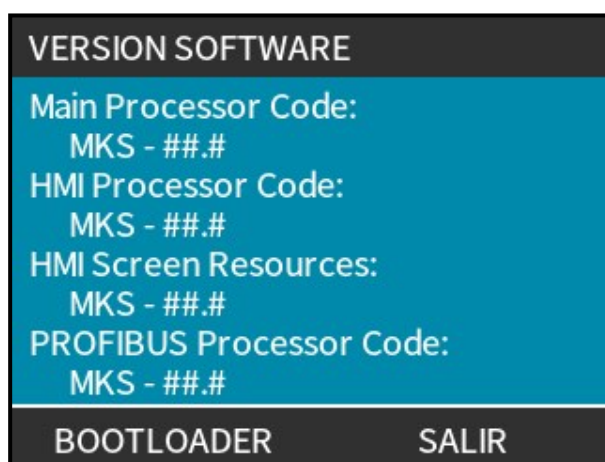 VERSION SOFTWARE
Main Processor Code:
MKS - ##.#
HMI Processor Code:
MKS - ##.#
HMI Screen Resources:
MKS - ##.#
PROFIBUS Processor Code:
MKS - ##.#
BOOTLOADER SALIR